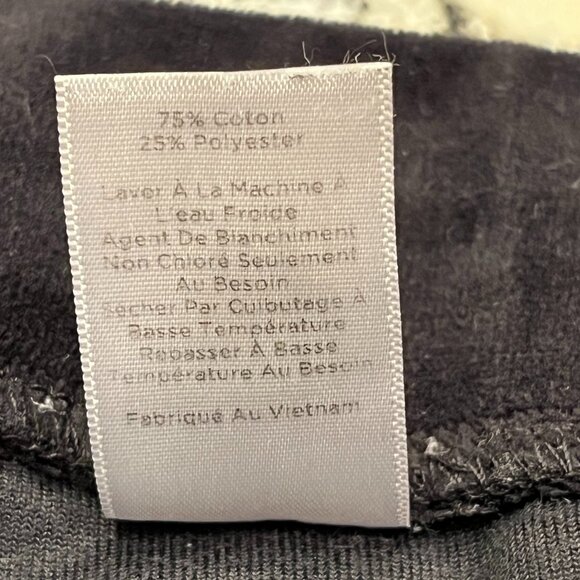 75% Coton
25% Polyester
Laver À La Machine À
L'eau Froide
Agent De Blanchiment
Non Chloré Seulement
Au Besoin
Sécher Par Culbutage À
Basse Température
Repasser À Basse
Température Au Besoin
Fabriqué Au Vietnam